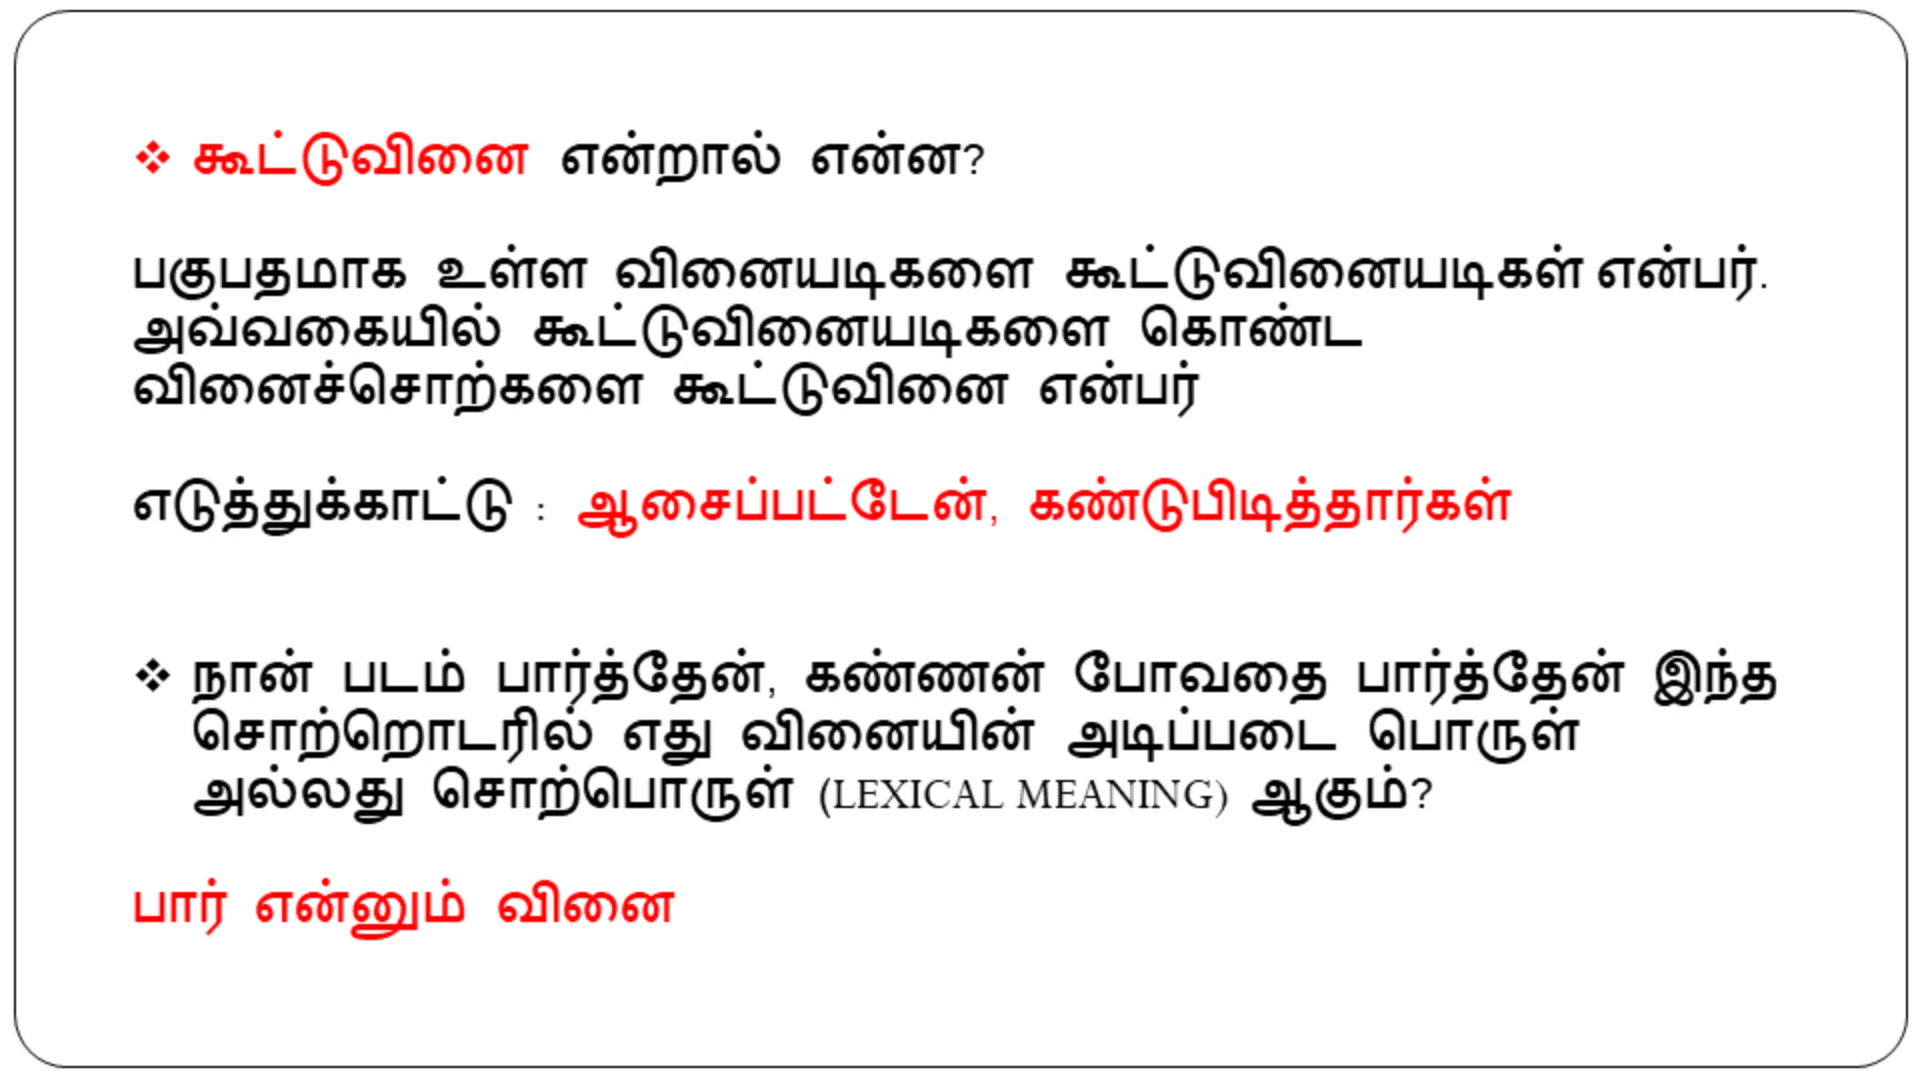 ❖ கூட்டுவினை என்றால் என்ன?
பகுபதமாக உள்ள வினையடிகளை கூட்டுவினையடிகள் என்பர்.
அவ்வகையில் கூட்டுவினையடிகளை கொண்ட
வினைச்சொற்களை கூட்டுவினை என்பர்
எடுத்துக்காட்டு : ஆசைப்பட்டேன், கண்டுபிடித்தார்கள்
❖ நான் படம் பார்த்தேன், கண்ணன் போவதை பார்த்தேன் இந்த
சொற்றொடரில் எது வினையின் அடிப்படை பொருள்
அல்லது சொற்பொருள் (LEXICAL MEANING) ஆகும்?
பார் என்னும் வினை